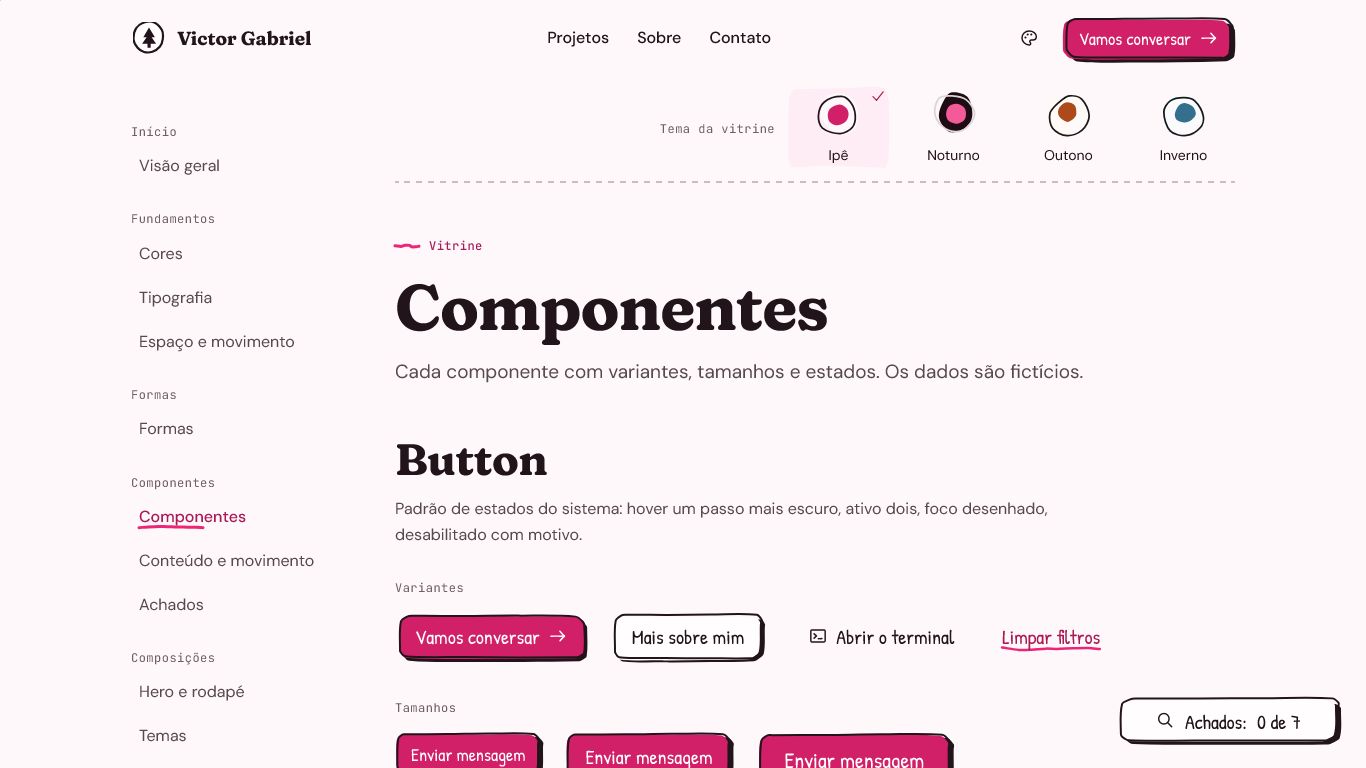 Victor Gabriel
Projetos
Sobre
Contato
Vamos conversar
Tema da vitrine
Ipê
Noturno
Outono
Inverno
Início
Visão geral
Fundamentos
Cores
Tipografia
Espaço e movimento
Formas
Formas
Componentes
Componentes
Conteúdo e movimento
Achados
Composições
Hero e rodapé
Temas
Vitrine
Componentes
Cada componente com variantes, tamanhos e estados. Os dados são fictícios.
Button
Padrão de estados do sistema: hover um passo mais escuro, ativo dois, foco desenhado,
desabilitado com motivo.
Variantes
Vamos conversar
Mais sobre mim
Abrir o terminal
Limpar filtros
Tamanhos
Enviar mensagem
Enviar mensagem
Enviar mensagem
Achados: 0 de 7